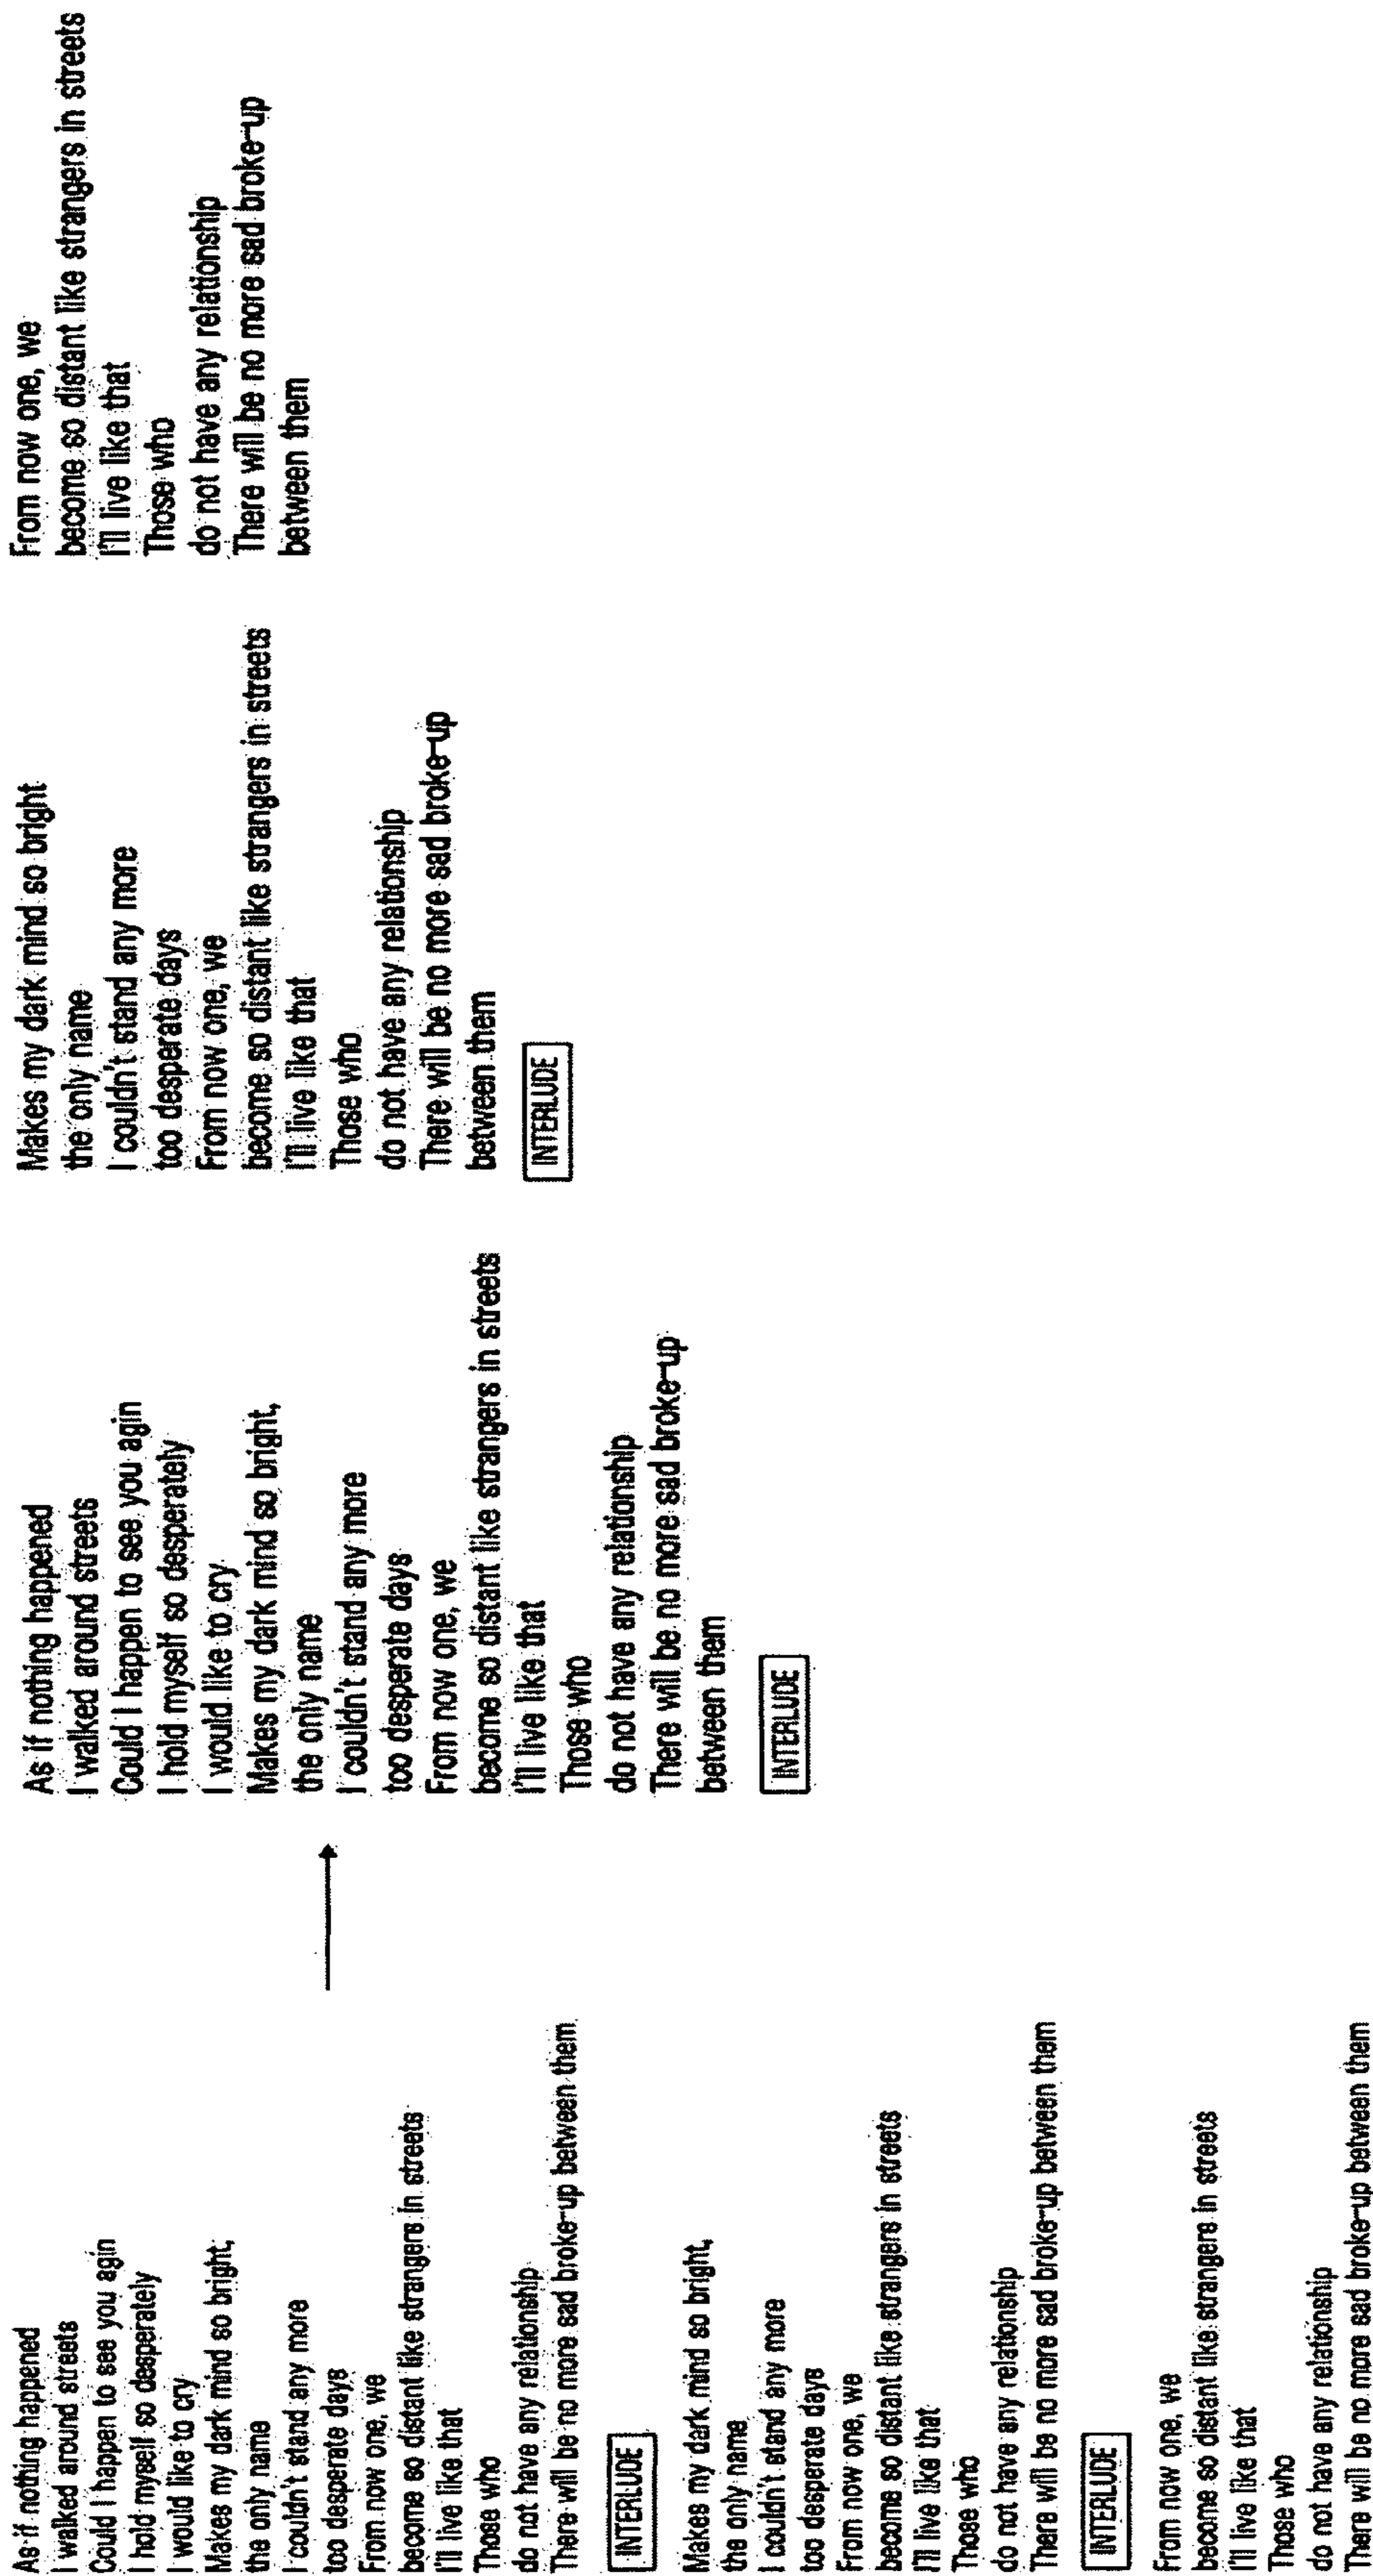 As if nothing happened
I walked around streets
Could I happen to see you agin
I hold myself so desperately
I would like to cry
Makes my dark mind so bright,
the only name
I couldn't stand any more
too desperate days
From now one, we
become so distant like strangers in streets
I'll live like that
Those who
do not have any relationship
There will be no more sad broke-up between them
INTERLUDE
Makes my dark mind so bright,
the only name
I couldn't stand any more
too desperate days
From now one, we
become so distant like strangers in streets
I'll live like that
Those who
do not have any relationship
There will be no more sad broke-up between them
INTERLUDE
From now one, we
become so distant like strangers in streets
I'll live like that
Those who
do not have any relationship
There will be no more sad broke-up between them
As if nothing happened
I walked around streets
Could I happen to see you agin
I hold myself so desperately
I would like to cry
Makes my dark mind so bright,
the only name
I couldn't stand any more
too desperate days
From now one, we
become so distant like strangers in streets
I'll live like that
Those who
do not have any relationship
There will be no more sad broke-up
between them
INTERLUDE
Makes my dark mind so bright
the only name
I couldn't stand any more
too desperate days
From now one, we
become so distant like strangers in streets
I'll live like that
Those who
do not have any relationship
There will be no more sad broke-up
between them
INTERLUDE
From now one, we
become so distant like strangers in streets
I'll live like that
Those who
do not have any relationship
There will be no more sad broke-up
between them